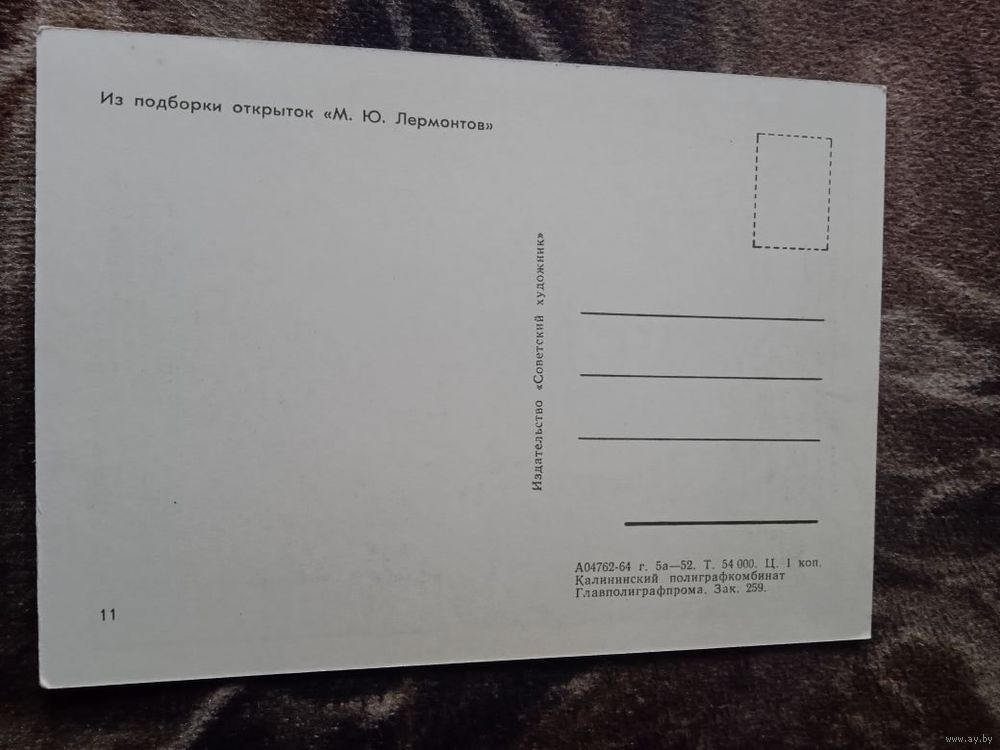 Из подборки открыток «М. Ю. Лермонтов»
Издательство «Советский художник»
А04762-64 г. 5а—52. Т. 54 000. Ц. 1 коп.
Калининский полиграфкомбинат
Главполиграфпрома. Зак. 259.
11
www.ay.by